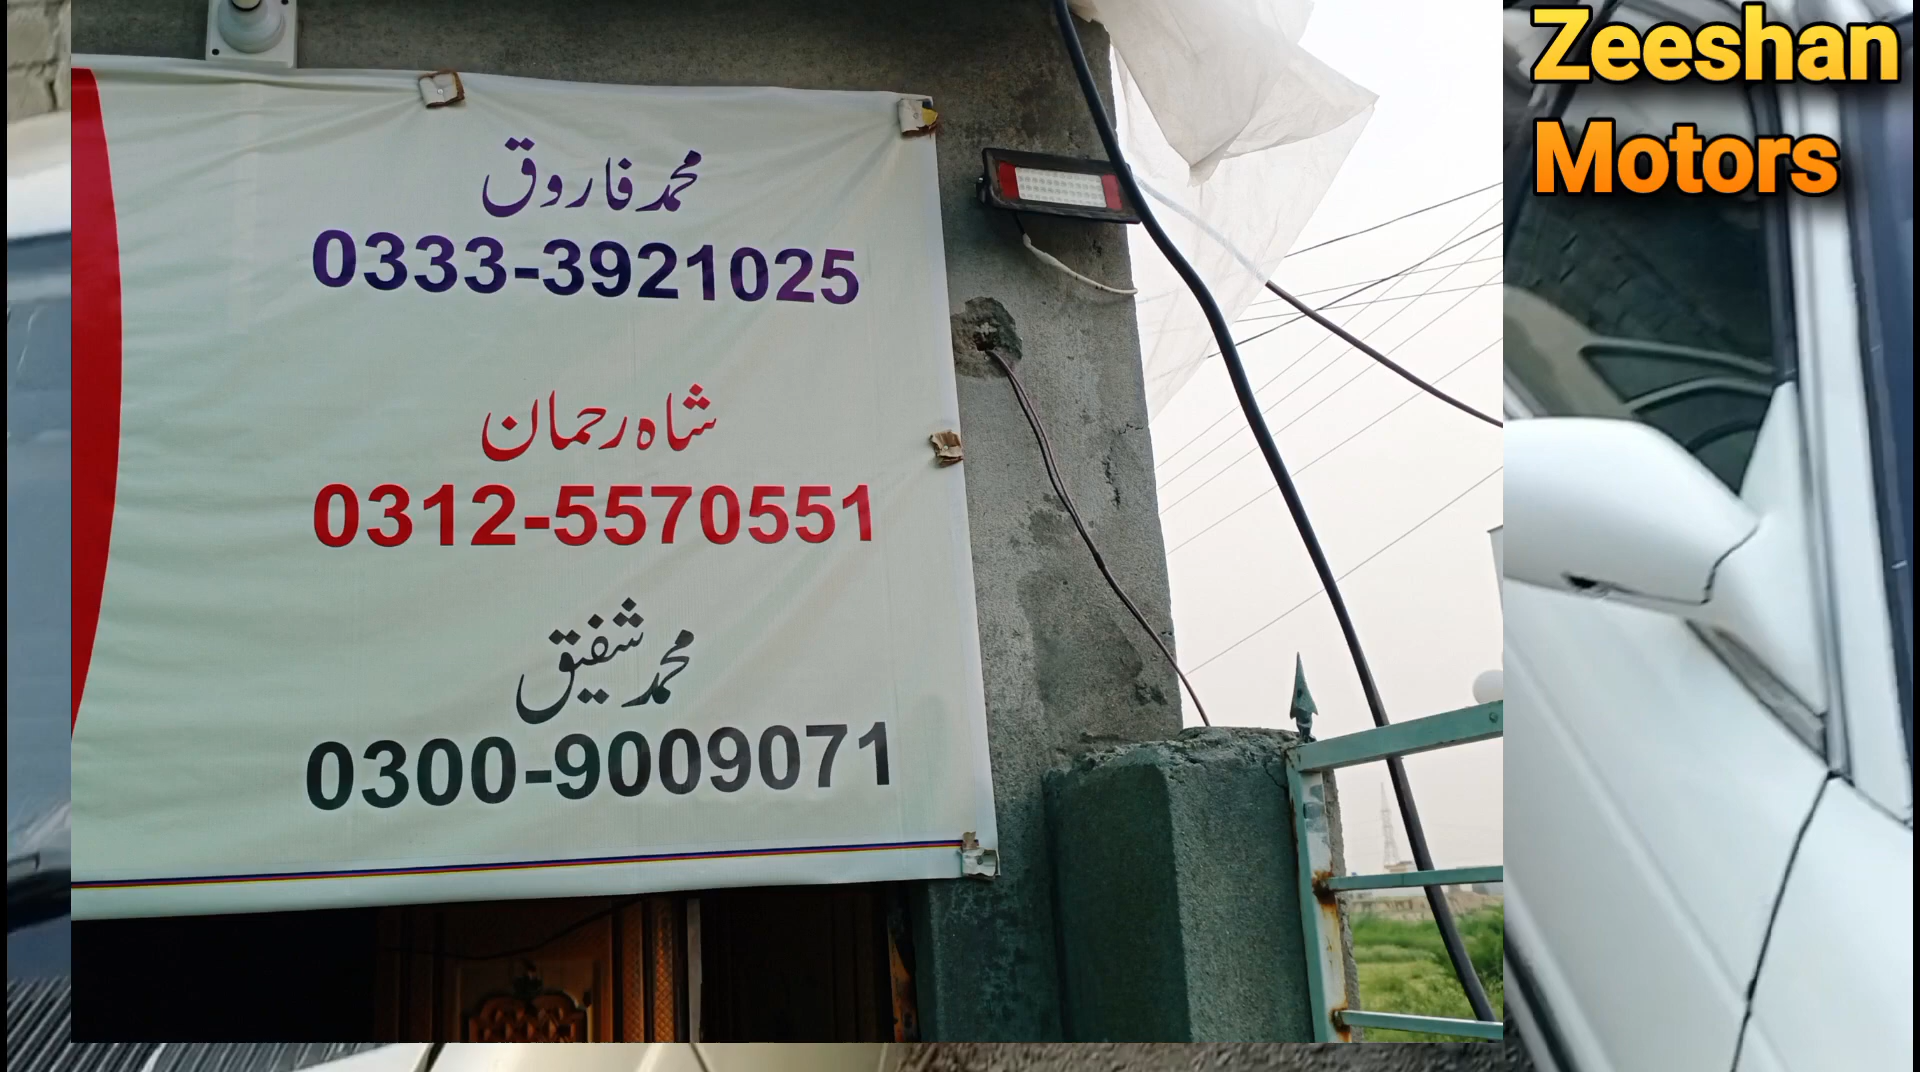 Zeeshan
Motors
محمد فاروق
0333-3921025
شاہ رحمان
0312-5570551
محمد شفیق
0300-9009071